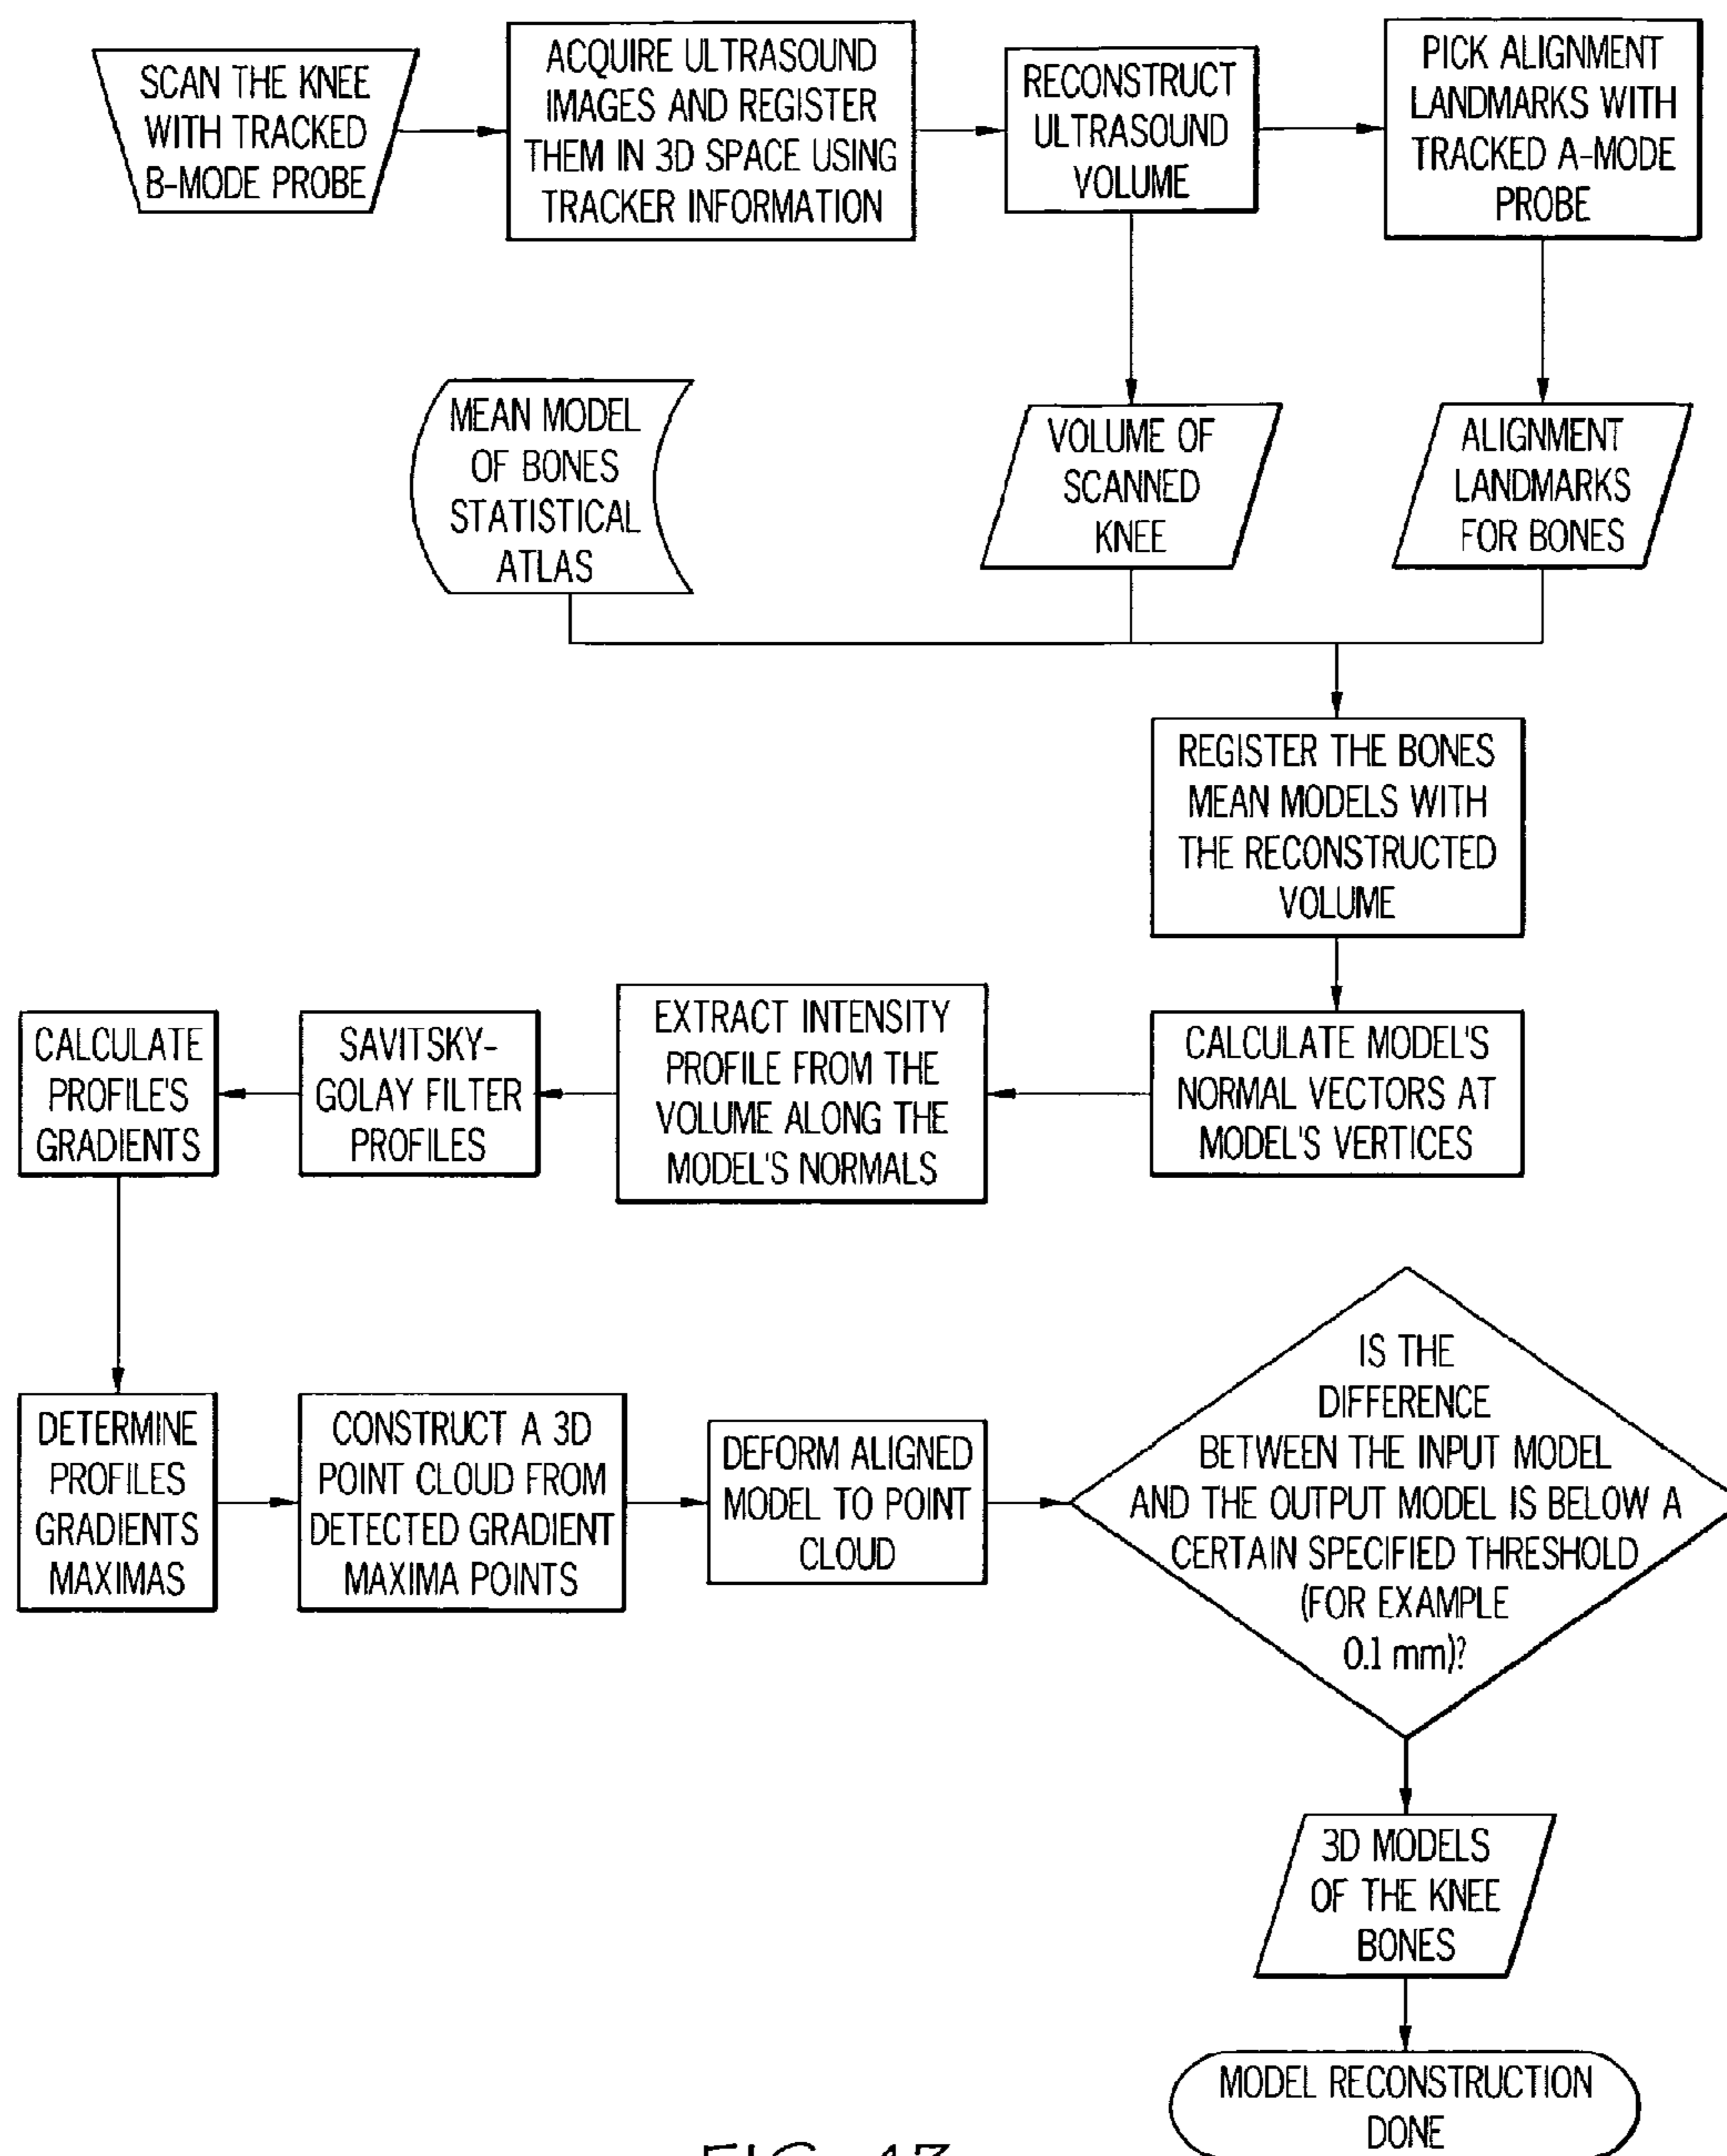 SCAN THE KNEE
WITH TRACKED
B-MODE PROBE
ACQUIRE ULTRASOUND
IMAGES AND REGISTER
THEM IN 3D SPACE USING
TRACKER INFORMATION
RECONSTRUCT
ULTRASOUND
VOLUME
PICK ALIGNMENT
LANDMARKS WITH
TRACKED A-MODE
PROBE
MEAN MODEL
OF BONES
STATISTICAL
ATLAS
VOLUME OF
SCANNED
KNEE
ALIGNMENT
LANDMARKS
FOR BONES
REGISTER THE BONES
MEAN MODELS WITH
THE RECONSTRUCTED
VOLUME
CALCULATE MODEL'S
NORMAL VECTORS AT
MODEL'S VERTICES
EXTRACT INTENSITY
PROFILE FROM THE
VOLUME ALONG THE
MODEL'S NORMALS
SAVITSKY-
GOLAY FILTER
PROFILES
CALCULATE
PROFILE'S
GRADIENTS
DETERMINE
PROFILES
GRADIENTS
MAXIMAS
CONSTRUCT A 3D
POINT CLOUD FROM
DETECTED GRADIENT
MAXIMA POINTS
DEFORM ALIGNED
MODEL TO POINT
CLOUD
IS THE
DIFFERENCE
BETWEEN THE INPUT MODEL
AND THE OUTPUT MODEL IS BELOW A
CERTAIN SPECIFIED THRESHOLD
(FOR EXAMPLE
0.1 mm)?
3D MODELS
OF THE KNEE
BONES
MODEL RECONSTRUCTION
DONE